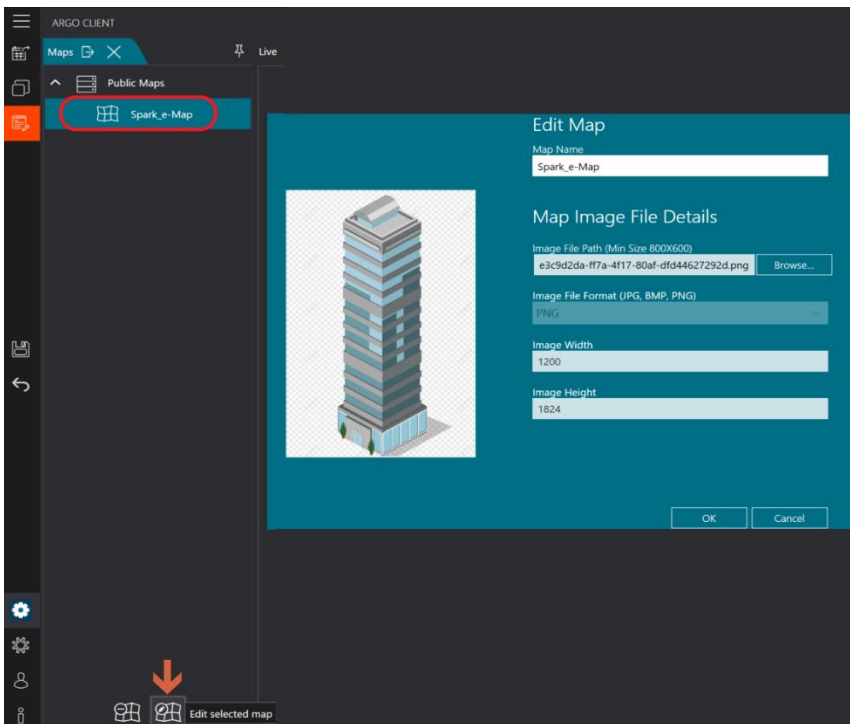 ARGO CLIENT
Maps
Live
Public Maps
Spark_e-Map
Edit Map
Map Name
Spark_e-Map
Map Image File Details
Image File Path (Min Size 800X600)
e3c9d2da-ff7a-4f17-80af-dfd44627292d.png
Browse...
Image File Format (JPG, BMP, PNG)
PNG
Image Width
1200
Image Height
1824
OK
Cancel
Edit selected map